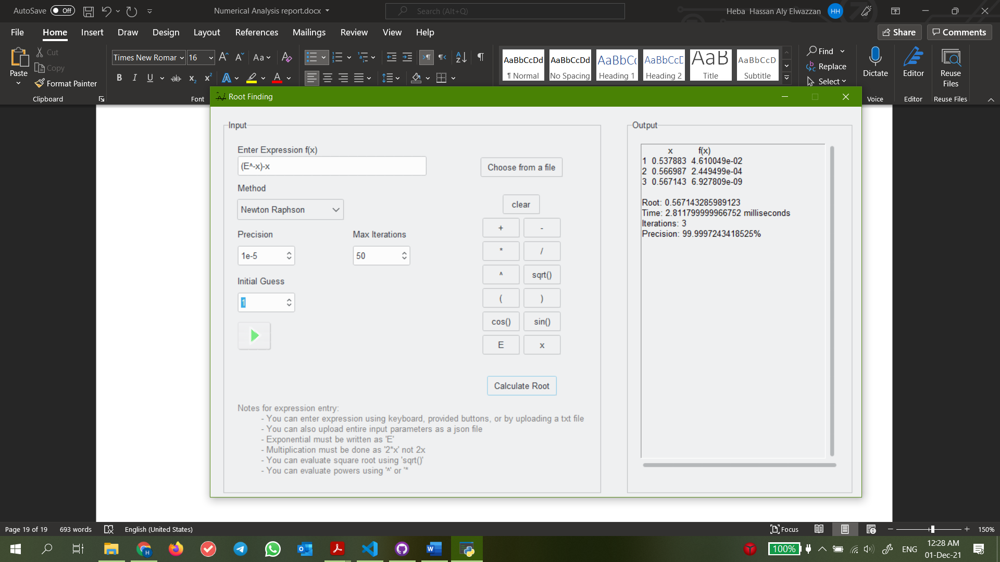 AutoSave Off
Numerical Analysis report.docx
Search (Alt+Q)
Heba Hassan Aly Elwazzan HH
File Home Insert Draw Design Layout References Mailings Review View Help
Share Comments
Paste
Cut
Copy
Format Painter
Clipboard
Times New Romar 16
Aa
B I U ab x₂ x² A A
Font
AaBbCcDd
¶ Normal
AaBbCcDd
No Spacing
AaBbCc
Heading 1
AaBbCcD
Heading 2
AaB
Title
AaBbCcD
Subtitle
Find
Replace
Select
Dictate
Voice
Editor
Editor
Reuse
Files
Reuse Files
Root Finding
Input
Enter Expression f(x)
(E^-x)-x
Choose from a file
Method
Newton Raphson
clear
Precision Max Iterations
1e-5 50
Initial Guess
1
+ -
* /
^ sqrt()
( )
cos() sin()
E x
Calculate Root
Notes for expression entry:
- You can enter expression using keyboard, provided buttons, or by uploading a txt file
- You can also upload entire input parameters as a json file
- Exponential must be written as 'E'
- Multiplication must be done as '2*x' not 2x
- You can evaluate square root using 'sqrt()'
- You can evaluate powers using '^' or '*
Output
x f(x)
1 0.537883 4.610049e-02
2 0.566987 2.449499e-04
3 0.567143 6.927809e-09
Root: 0.567143285989123
Time: 2.811799999966752 milliseconds
Iterations: 3
Precision: 99.9997243418525%
Page 19 of 19 693 words English (United States)
Focus
150%
100%
ENG
12:28 AM
01-Dec-21